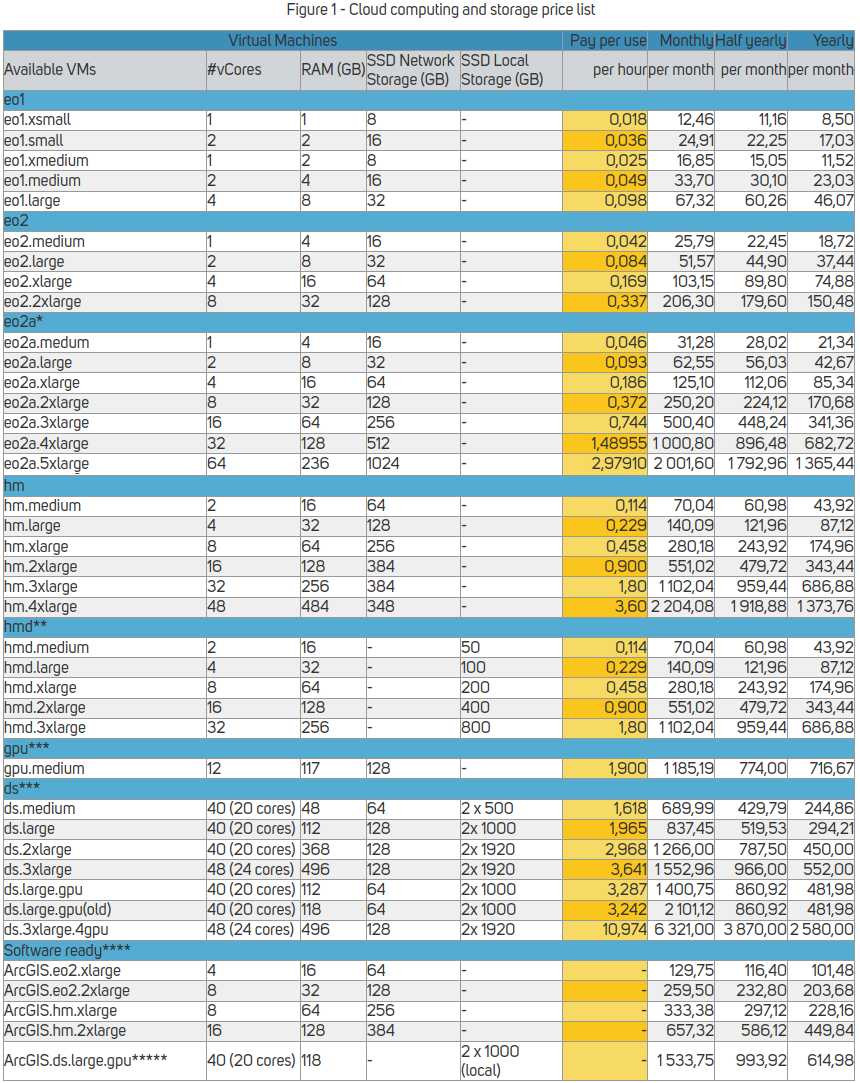 Figure 1 - Cloud computing and storage price list
Virtual Machines Pay per use Monthly Half yearly Yearly
Available VMs #vCores RAM (GB) SSD Network Storage (GB) SSD Local Storage (GB) per hour per month per month per month
eo1
eo1.xsmall 1 1 8 - 0,018 12,46 11,16 8,50
eo1.small 2 2 16 - 0,036 24,91 22,25 17,03
eo1.xmedium 1 2 8 - 0,025 16,85 15,05 11,52
eo1.medium 2 4 16 - 0,049 33,70 30,10 23,03
eo1.large 4 8 32 - 0,098 67,32 60,26 46,07
eo2
eo2.medium 1 4 16 - 0,042 25,79 22,45 18,72
eo2.large 2 8 32 - 0,084 51,57 44,90 37,44
eo2.xlarge 4 16 64 - 0,169 103,15 89,80 74,88
eo2.2xlarge 8 32 128 - 0,337 206,30 179,60 150,48
eo2a*
eo2a.medum 1 4 16 - 0,046 31,28 28,02 21,34
eo2a.large 2 8 32 - 0,093 62,55 56,03 42,67
eo2a.xlarge 4 16 64 - 0,186 125,10 112,06 85,34
eo2a.2xlarge 8 32 128 - 0,372 250,20 224,12 170,68
eo2a.3xlarge 16 64 256 - 0,744 500,40 448,24 341,36
eo2a.4xlarge 32 128 512 - 1,48955 1 000,80 896,48 682,72
eo2a.5xlarge 64 236 1024 - 2,97910 2 001,60 1 792,96 1 365,44
hm
hm.medium 2 16 64 - 0,114 70,04 60,98 43,92
hm.large 4 32 128 - 0,229 140,09 121,96 87,12
hm.xlarge 8 64 256 - 0,458 280,18 243,92 174,96
hm.2xlarge 16 128 384 - 0,900 551,02 479,72 343,44
hm.3xlarge 32 256 384 - 1,80 1 102,04 959,44 686,88
hm.4xlarge 48 484 348 - 3,60 2 204,08 1 918,88 1 373,76
hmd**
hmd.medium 2 16 - 50 0,114 70,04 60,98 43,92
hmd.large 4 32 - 100 0,229 140,09 121,96 87,12
hmd.xlarge 8 64 - 200 0,458 280,18 243,92 174,96
hmd.2xlarge 16 128 - 400 0,900 551,02 479,72 343,44
hmd.3xlarge 32 256 - 800 1,80 1 102,04 959,44 686,88
gpu***
gpu.medium 12 117 128 - 1,900 1 185,19 774,00 716,67
ds***
ds.medium 40 (20 cores) 48 64 2 x 500 1,618 689,99 429,79 244,86
ds.large 40 (20 cores) 112 128 2x 1000 1,965 837,45 519,53 294,21
ds.2xlarge 40 (20 cores) 368 128 2x 1920 2,968 1 266,00 787,50 450,00
ds.3xlarge 48 (24 cores) 496 128 2x 1920 3,641 1 552,96 966,00 552,00
ds.large.gpu 40 (20 cores) 112 64 2x 1000 3,287 1 400,75 860,92 481,98
ds.large.gpu(old) 40 (20 cores) 118 64 2x 1000 3,242 2 101,12 860,92 481,98
ds.3xlarge.4gpu 48 (24 cores) 496 128 2x 1920 10,974 6 321,00 3 870,00 2 580,00
Software ready****
ArcGIS.eo2.xlarge 4 16 64 - - 129,75 116,40 101,48
ArcGIS.eo2.2xlarge 8 32 128 - - 259,50 232,80 203,68
ArcGIS.hm.xlarge 8 64 256 - - 333,38 297,12 228,16
ArcGIS.hm.2xlarge 16 128 384 - - 657,32 586,12 449,84
ArcGIS.ds.large.gpu***** 40 (20 cores) 118 - 2 x 1000 (local) - 1 533,75 993,92 614,98